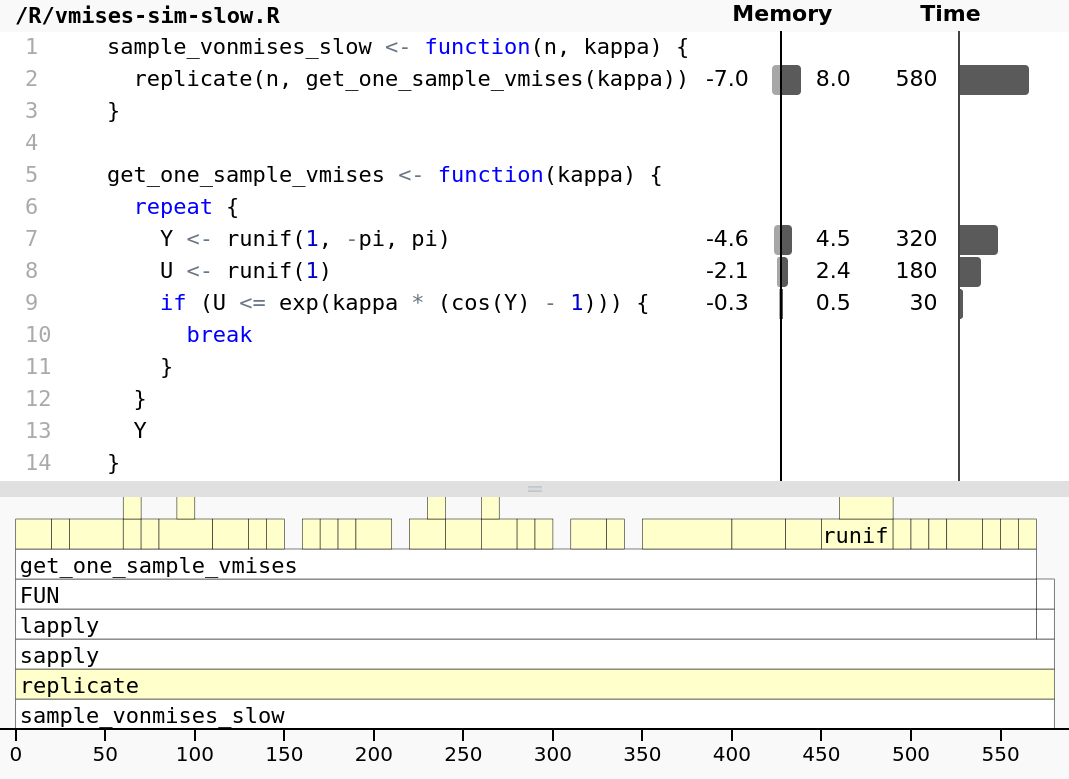 /R/vmises-sim-slow.R Memory Time
1 sample_vonmises_slow <- function(n, kappa) {
2 replicate(n, get_one_sample_vmises(kappa)) -7.0 8.0 580
3 }
4
5 get_one_sample_vmises <- function(kappa) {
6 repeat {
7 Y <- runif(1, -pi, pi) -4.6 4.5 320
8 U <- runif(1) -2.1 2.4 180
9 if (U <= exp(kappa * (cos(Y) - 1))) { -0.3 0.5 30
10 break
11 }
12 }
13 Y
14 }
runif
get_one_sample_vmises
FUN
lapply
sapply
replicate
sample_vonmises_slow
0 50 100 150 200 250 300 350 400 450 500 550